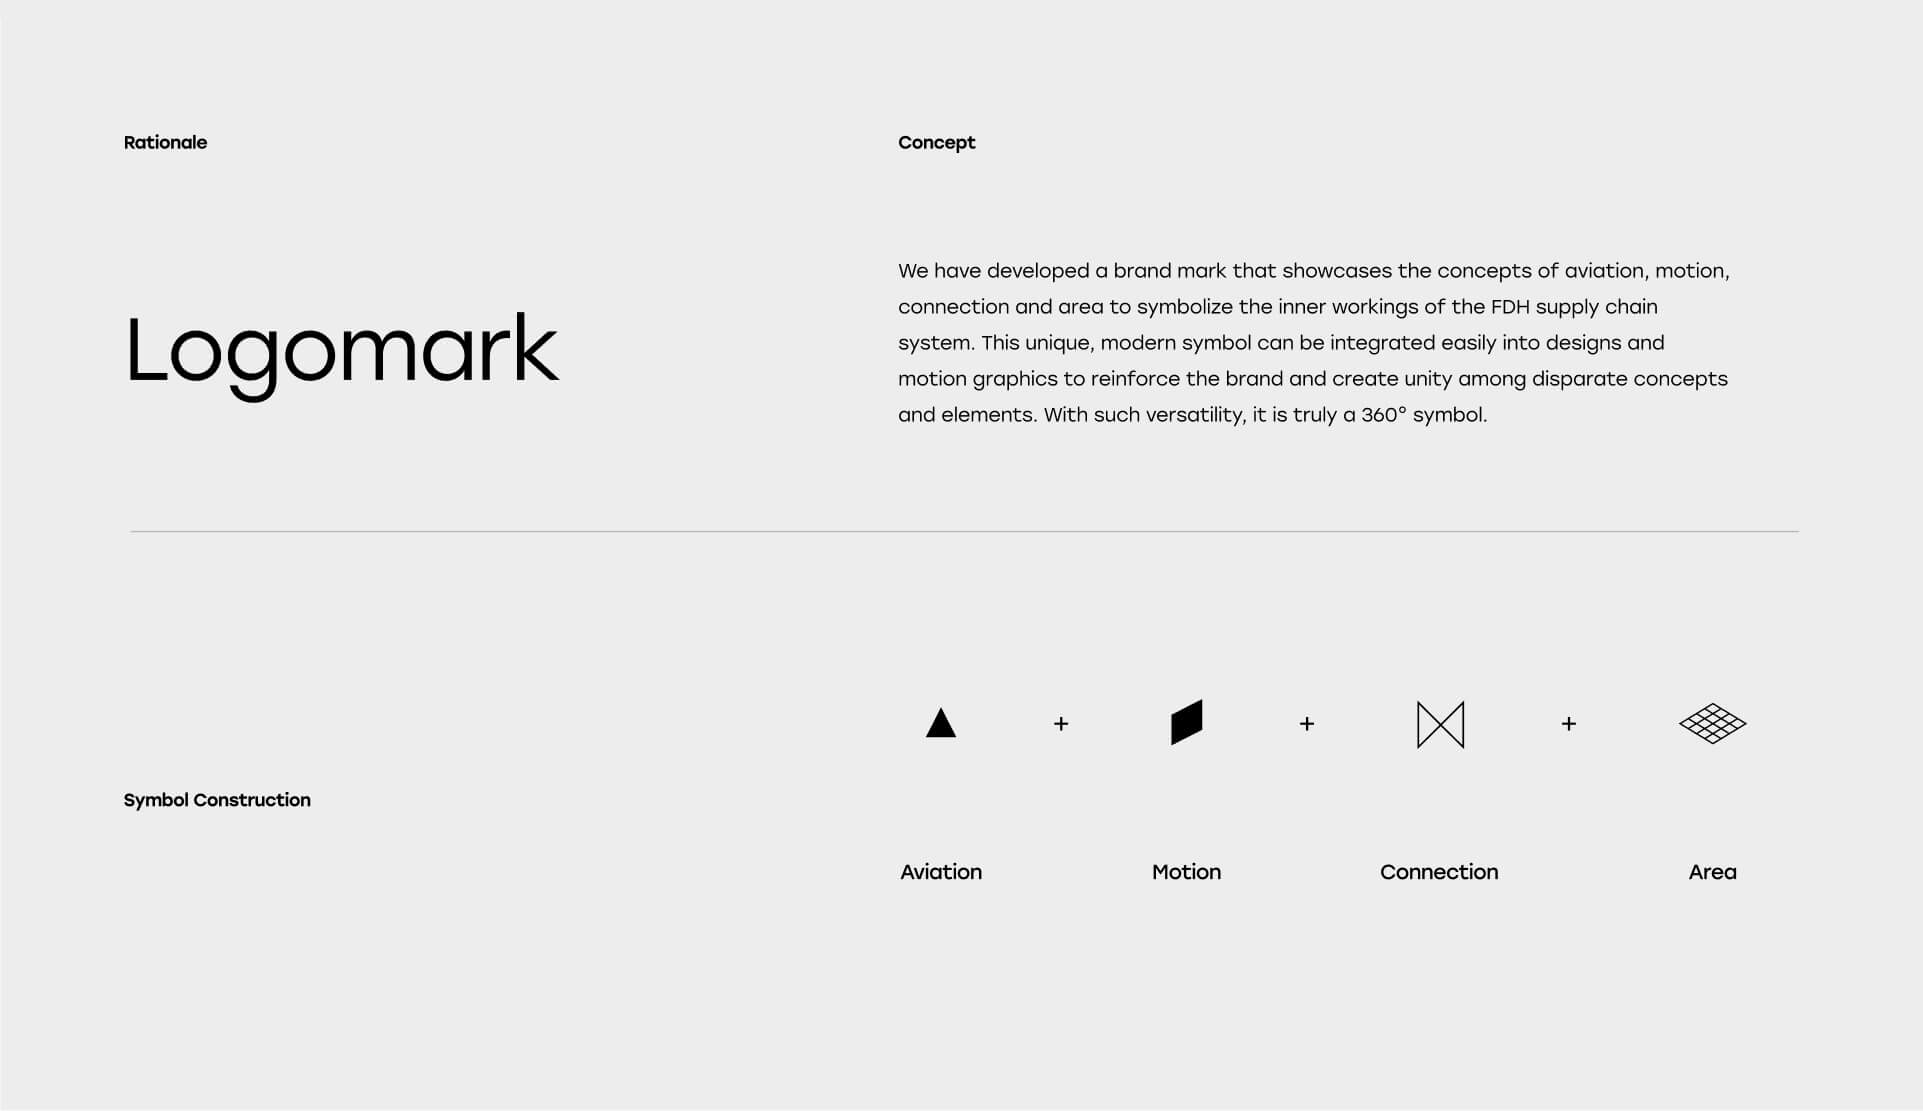 Rationale
Concept
Logomark
We have developed a brand mark that showcases the concepts of aviation, motion,
connection and area to symbolize the inner workings of the FDH supply chain
system. This unique, modern symbol can be integrated easily into designs and
motion graphics to reinforce the brand and create unity among disparate concepts
and elements. With such versatility, it is truly a 360° symbol.
+ + +
Symbol Construction
Aviation Motion Connection Area